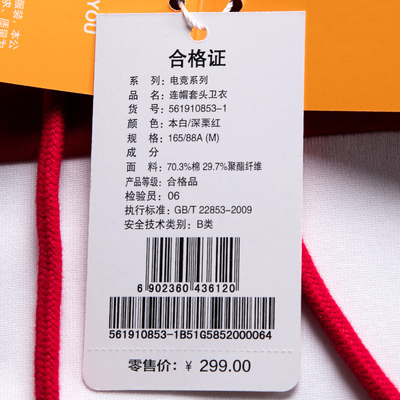 YOU
合格证
系 列：电竞系列
品 名：连帽套头卫衣
货 号：561910853-1
颜 色：本白/深栗红
规 格：165/88A (M)
成 分
面 料：70.3%棉 29.7%聚酯纤维
产品等级：合格品
检验员：06
执行标准：GB/T 22853-2009
安全技术类别：B类
6 902360 436120
561910853-1B51G5852000064
零售价：￥ 299.00